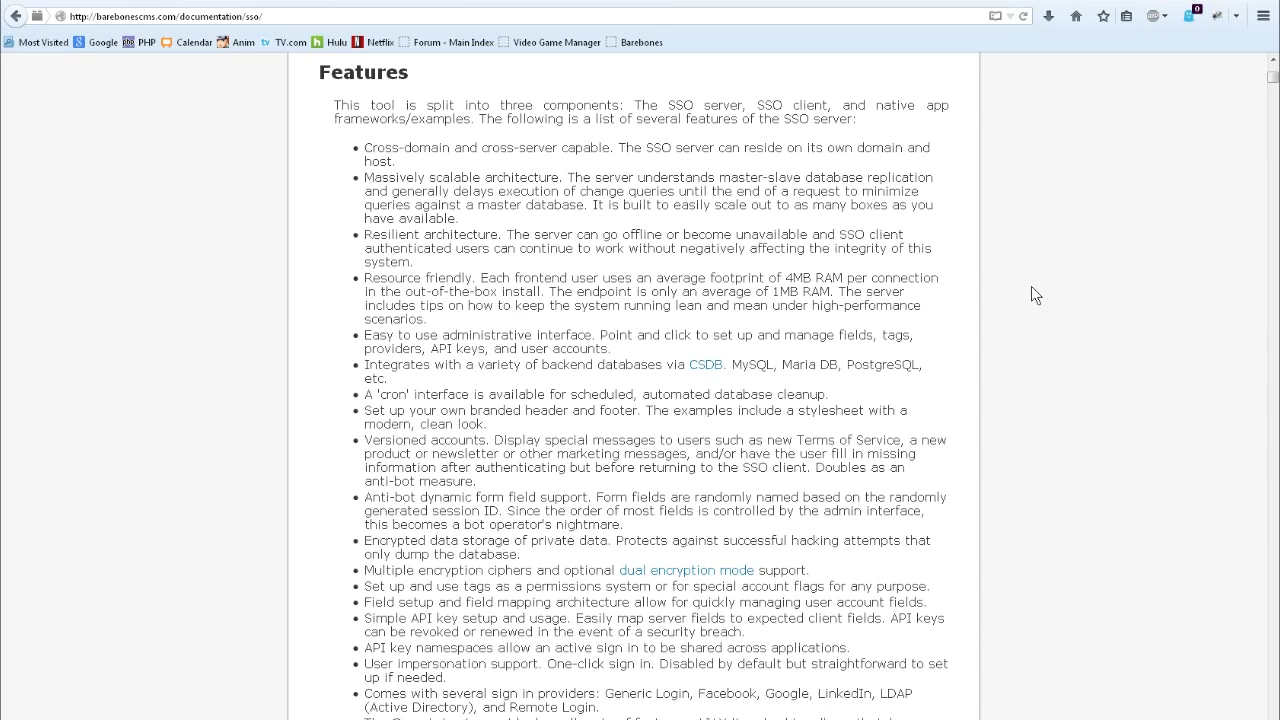 http://barebonescms.com/documentation/sso/
ABP
0
Most Visited Google PHP Calendar Anim tv TV.com h Hulu N Netflix Forum - Main Index Video Game Manager Barebones
Features
This tool is split into three components: The SSO server, SSO client, and native app
frameworks/examples. The following is a list of several features of the SSO server:
Cross-domain and cross-server capable. The SSO server can reside on its own domain and
host.
Massively scalable architecture. The server understands master-slave database replication
and generally delays execution of change queries until the end of a request to minimize
queries against a master database. It is built to easily scale out to as many boxes as you
have available.
Resilient architecture. The server can go offline or become unavailable and SSO client
authenticated users can continue to work without negatively affecting the integrity of this
system.
Resource friendly. Each frontend user uses an average footprint of 4MB RAM per connection
in the out-of-the-box install. The endpoint is only an average of 1MB RAM. The server
includes tips on how to keep the system running lean and mean under high-performance
scenarios.
Easy to use administrative interface. Point and click to set up and manage fields, tags,
providers, API keys, and user accounts.
Integrates with a variety of backend databases via CSDB. MySQL, Maria DB, PostgreSQL,
etc.
A 'cron' interface is available for scheduled, automated database cleanup.
Set up your own branded header and footer. The examples include a stylesheet with a
modern, clean look.
Versioned accounts. Display special messages to users such as new Terms of Service, a new
product or newsletter or other marketing messages, and/or have the user fill in missing
information after authenticating but before returning to the SSO client. Doubles as an
anti-bot measure.
Anti-bot dynamic form field support. Form fields are randomly named based on the randomly
generated session ID. Since the order of most fields is controlled by the admin interface,
this becomes a bot operator's nightmare.
Encrypted data storage of private data. Protects against successful hacking attempts that
only dump the database.
Multiple encryption ciphers and optional dual encryption mode support.
Set up and use tags as a permissions system or for special account flags for any purpose.
Field setup and field mapping architecture allow for quickly managing user account fields.
Simple API key setup and usage. Easily map server fields to expected client fields. API keys
can be revoked or renewed in the event of a security breach.
API key namespaces allow an active sign in to be shared across applications.
User impersonation support. One-click sign in. Disabled by default but straightforward to set
up if needed.
Comes with several sign in providers: Generic Login, Facebook, Google, LinkedIn, LDAP
(Active Directory), and Remote Login.